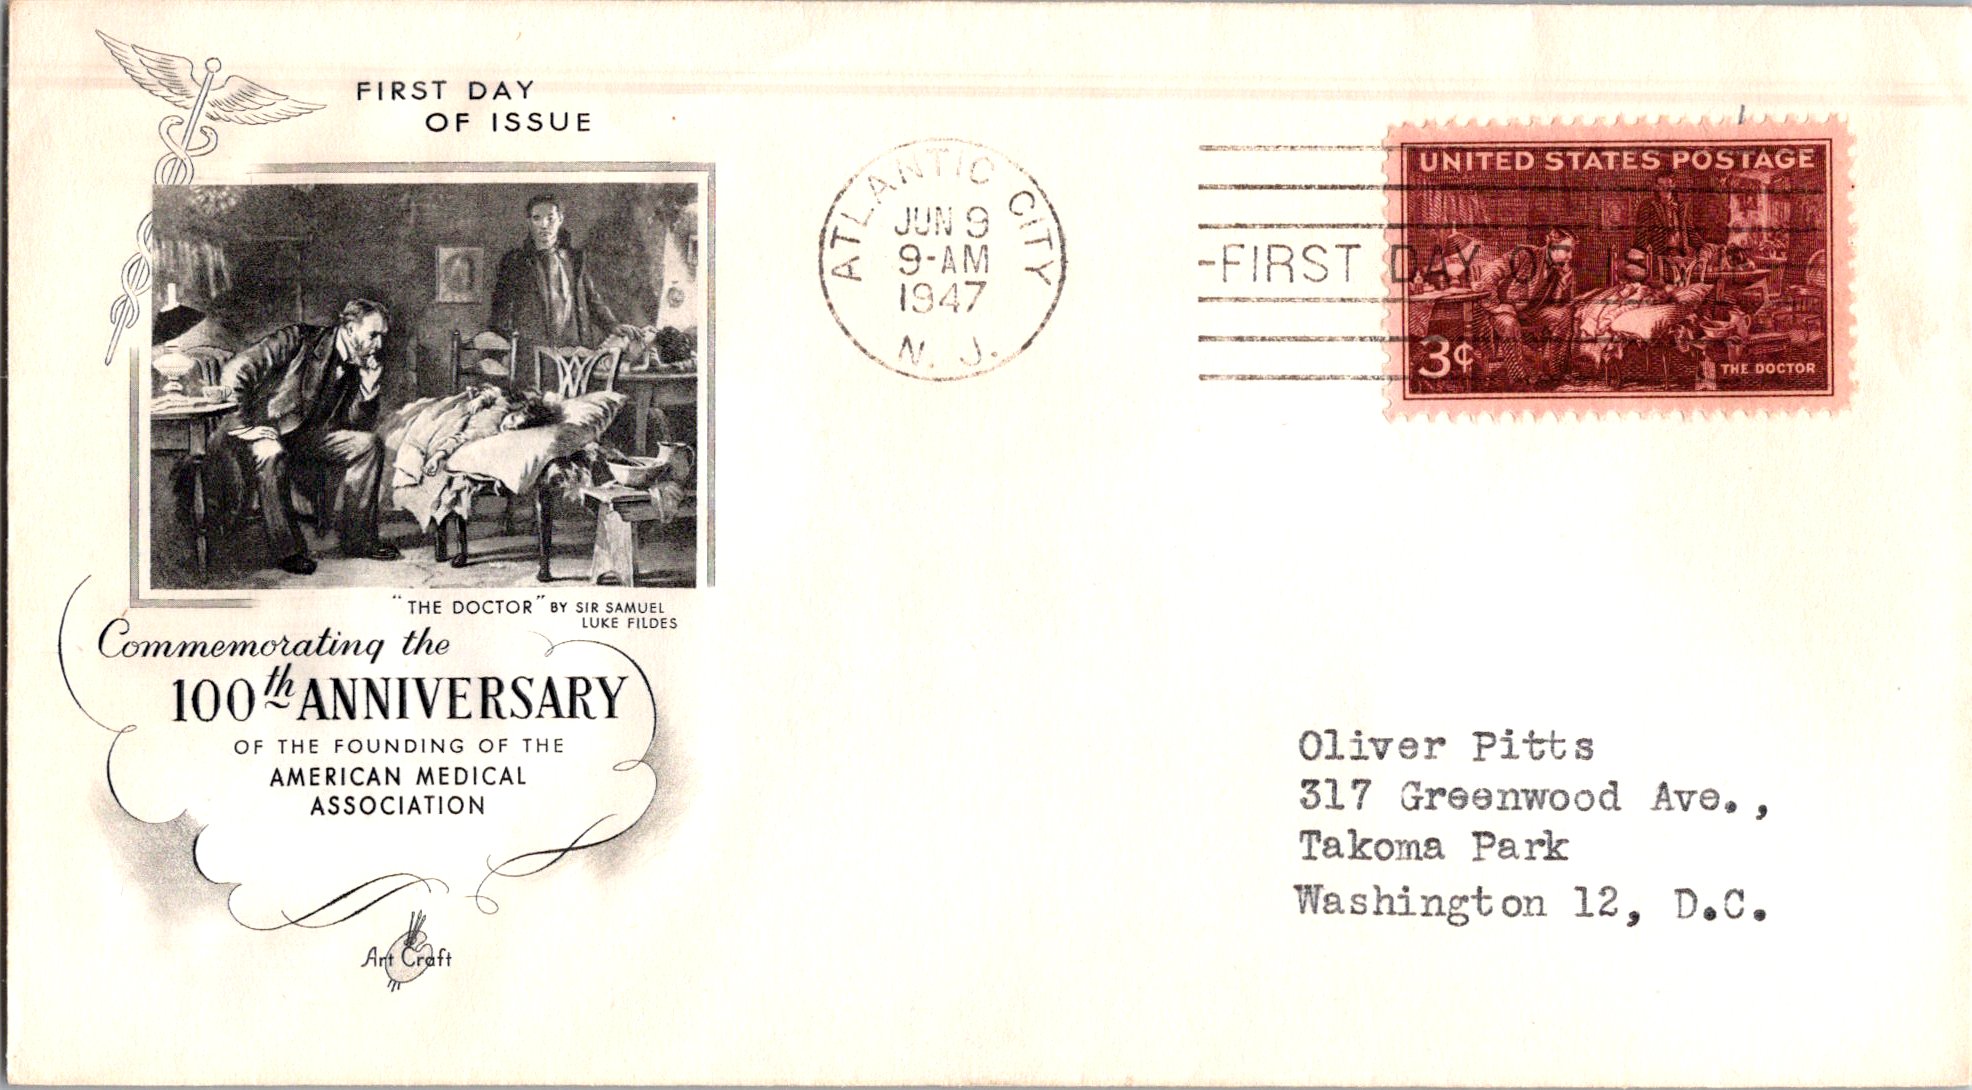 FIRST DAY
OF ISSUE
"THE DOCTOR" BY SIR SAMUEL
LUKE FILDES
Commemorating the
100th ANNIVERSARY
OF THE FOUNDING OF THE
AMERICAN MEDICAL
ASSOCIATION
Art Craft
ATLANTIC CITY
JUN 9
9-AM
1947
N. J.
-FIRST DAY OF ISSUE
UNITED STATES POSTAGE
3¢
THE DOCTOR
Oliver Pitts
317 Greenwood Ave.,
Takoma Park
Washington 12, D.C.